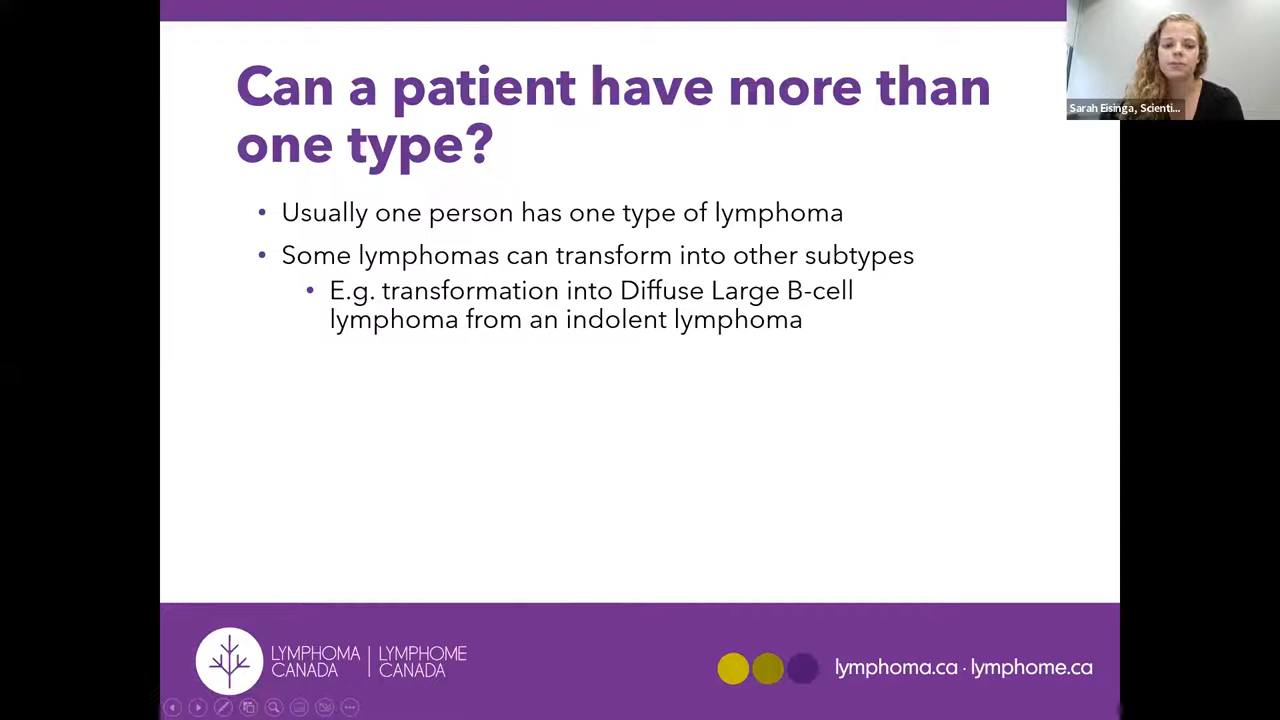 Can a patient have more than
one type?
Sarah Eisinga, Scienti...
• Usually one person has one type of lymphoma
• Some lymphomas can transform into other subtypes
• E.g. transformation into Diffuse Large B-cell
lymphoma from an indolent lymphoma
LYMPHOMA
CANADA
LYMPHOME
CANADA
lymphoma.ca · lymphome.ca